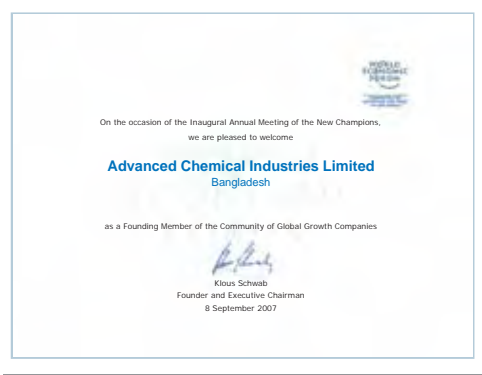 WORLD
ECONOMIC
FORUM
On the occasion of the Inaugural Annual Meeting of the New Champions,
we are pleased to welcome
Advanced Chemical Industries Limited
Bangladesh
as a Founding Member of the Community of Global Growth Companies
Klous Schwab
Founder and Executive Chairman
8 September 2007